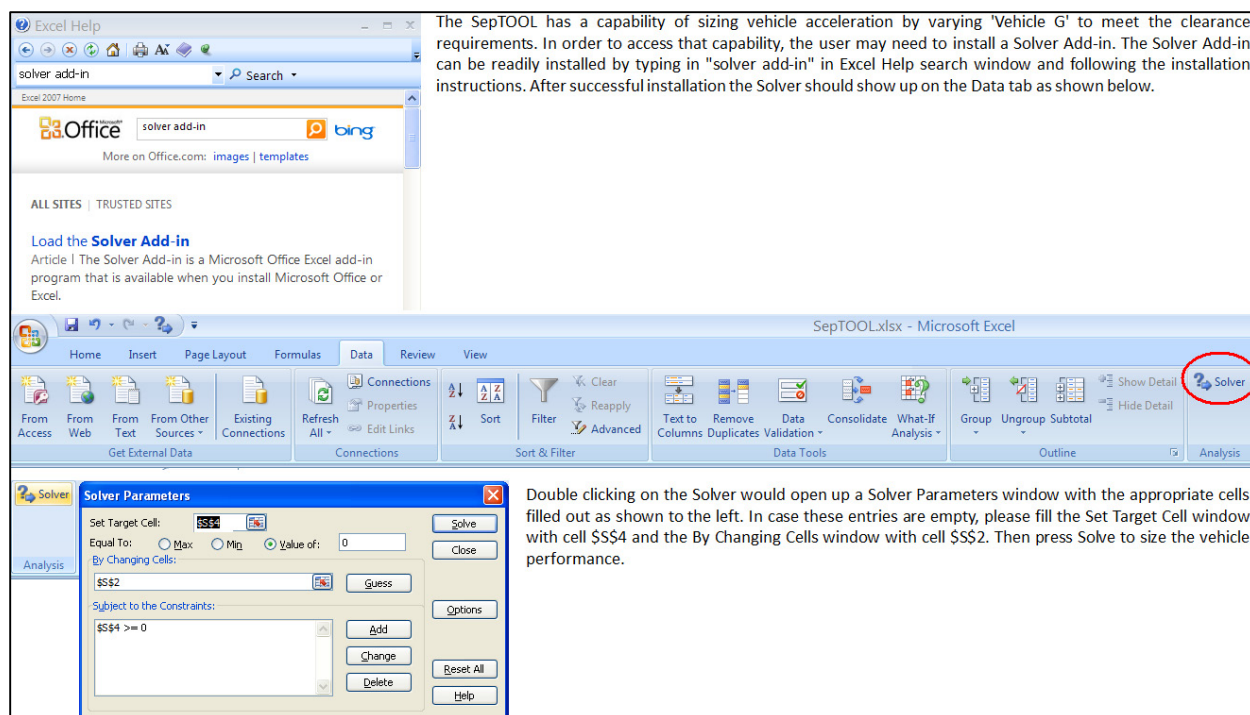 Excel Help
solver add-in Search
Excel 2007 Home
Office solver add-in bing
More on Office.com: images | templates
ALL SITES | TRUSTED SITES
Load the Solver Add-in
Article | The Solver Add-in is a Microsoft Office Excel add-in
program that is available when you install Microsoft Office or
Excel.
The SepTOOL has a capability of sizing vehicle acceleration by varying 'Vehicle G' to meet the clearance
requirements. In order to access that capability, the user may need to install a Solver Add-in. The Solver Add-in
can be readily installed by typing in "solver add-in" in Excel Help search window and following the installation
instructions. After successful installation the Solver should show up on the Data tab as shown below.
SepTOOL.xlsx - Microsoft Excel
Home Insert Page Layout Formulas Data Review View
From Access
From Web
From Text
From Other Sources
Existing Connections
Get External Data
Refresh All
Connections
Properties
Edit Links
Connections
Sort
Filter
Clear
Reapply
Advanced
Sort & Filter
Text to Columns
Remove Duplicates
Data Validation
Consolidate
What-If Analysis
Data Tools
Group
Ungroup
Subtotal
Show Detail
Hide Detail
Outline
Solver
Analysis
Solver
Analysis
Solver Parameters
Set Target Cell: $S$4
Equal To: Max Min Value of: 0
By Changing Cells:
$S$2
Guess
Subject to the Constraints:
$S$4 >= 0
Add
Change
Delete
Solve
Close
Options
Reset All
Help
Double clicking on the Solver would open up a Solver Parameters window with the appropriate cells
filled out as shown to the left. In case these entries are empty, please fill the Set Target Cell window
with cell $S$4 and the By Changing Cells window with cell $S$2. Then press Solve to size the vehicle
performance.